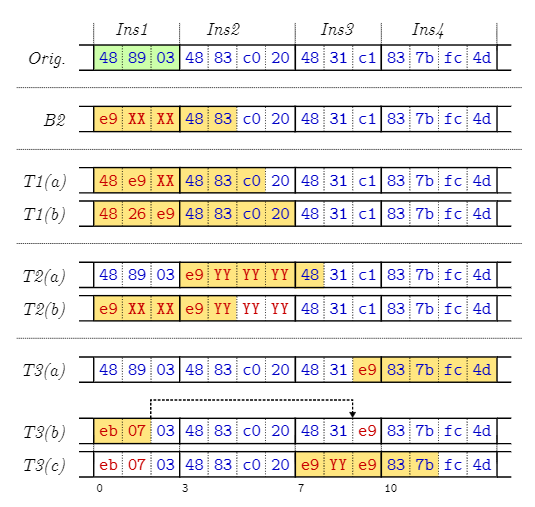 Ins1 Ins2 Ins3 Ins4
Orig. 48 89 03 48 83 c0 20 48 31 c1 83 7b fc 4d
B2 e9 XX XX 48 83 c0 20 48 31 c1 83 7b fc 4d
T1(a) 48 e9 XX 48 83 c0 20 48 31 c1 83 7b fc 4d
T1(b) 48 26 e9 48 83 c0 20 48 31 c1 83 7b fc 4d
T2(a) 48 89 03 e9 YY YY YY 48 31 c1 83 7b fc 4d
T2(b) e9 XX XX e9 YY YY YY 48 31 c1 83 7b fc 4d
T3(a) 48 89 03 48 83 c0 20 48 31 e9 83 7b fc 4d
T3(b) eb 07 03 48 83 c0 20 48 31 e9 83 7b fc 4d
T3(c) eb 07 03 48 83 c0 20 e9 YY e9 83 7b fc 4d
0 3 7 10